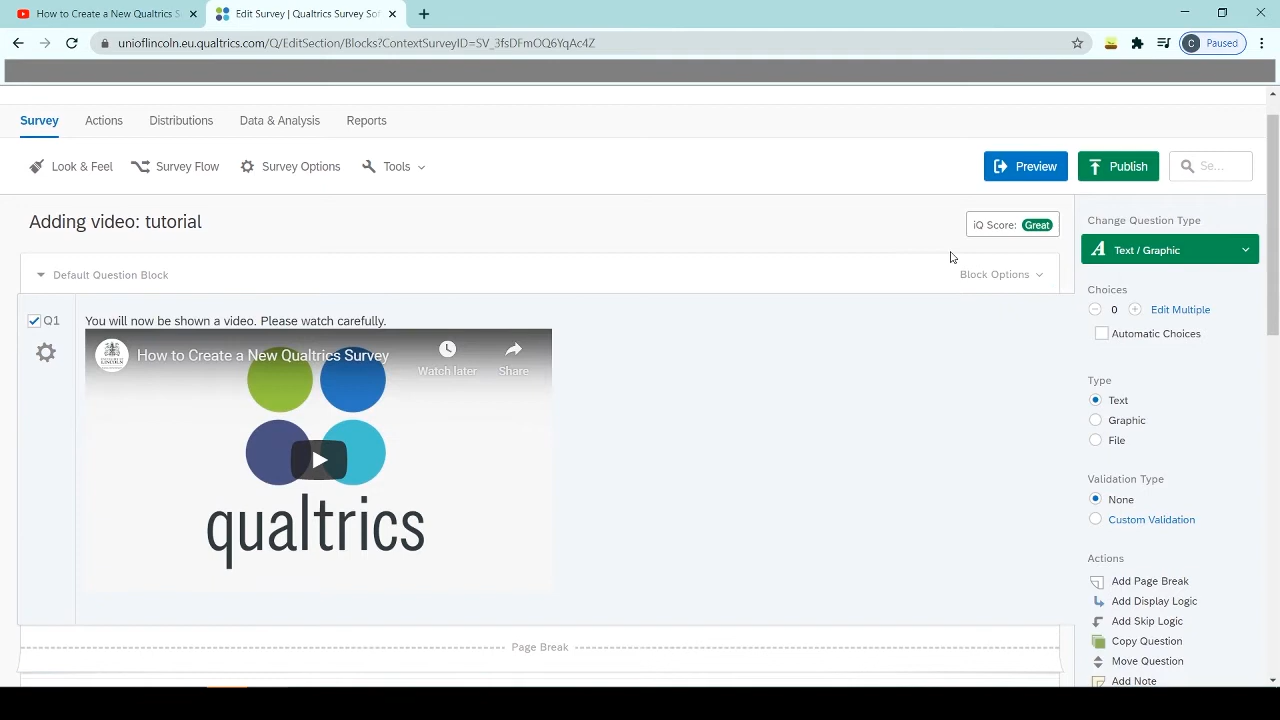 How to Create a New Qualtrics S
Edit Survey | Qualtrics Survey Sof
unioflincoln.eu.qualtrics.com/Q/EditSection/Blocks?ContextSurveyID=SV_3fsDFmOQ6YqAc4Z
C Paused
Survey
Actions
Distributions
Data & Analysis
Reports
Look & Feel
Survey Flow
Survey Options
Tools
Preview
Publish
Se...
Adding video: tutorial
iQ Score: Great
Default Question Block
Block Options
Q1
You will now be shown a video. Please watch carefully.
How to Create a New Qualtrics Survey
Watch later
Share
qualtrics
Page Break
Change Question Type
A Text / Graphic
Choices
0
Edit Multiple
Automatic Choices
Type
Text
Graphic
File
Validation Type
None
Custom Validation
Actions
Add Page Break
Add Display Logic
Add Skip Logic
Copy Question
Move Question
Add Note